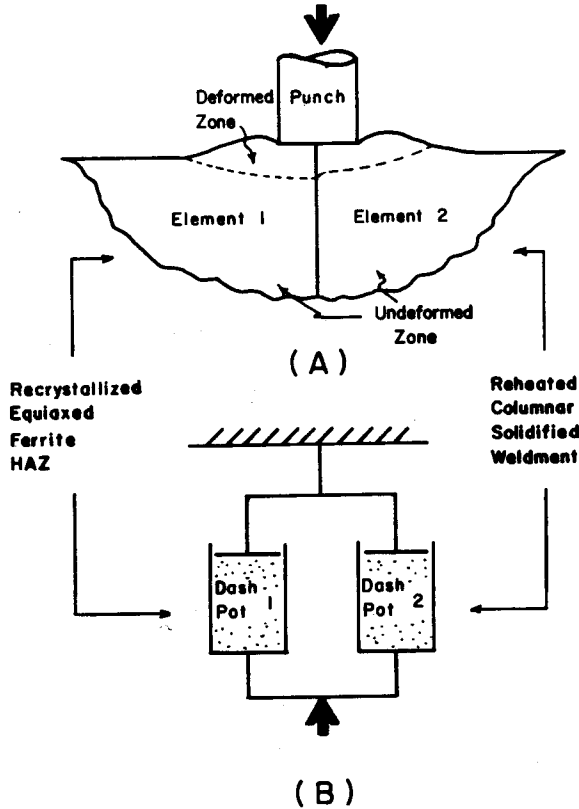 Deformed
Zone
Punch
Element 1
Element 2
Undeformed
Zone
(A)
Recrystallized
Equiaxed
Ferrite
HAZ
Reheated
Columnar
Solidified
Weldment
Dash
Pot 1
Dash
Pot 2
(B)